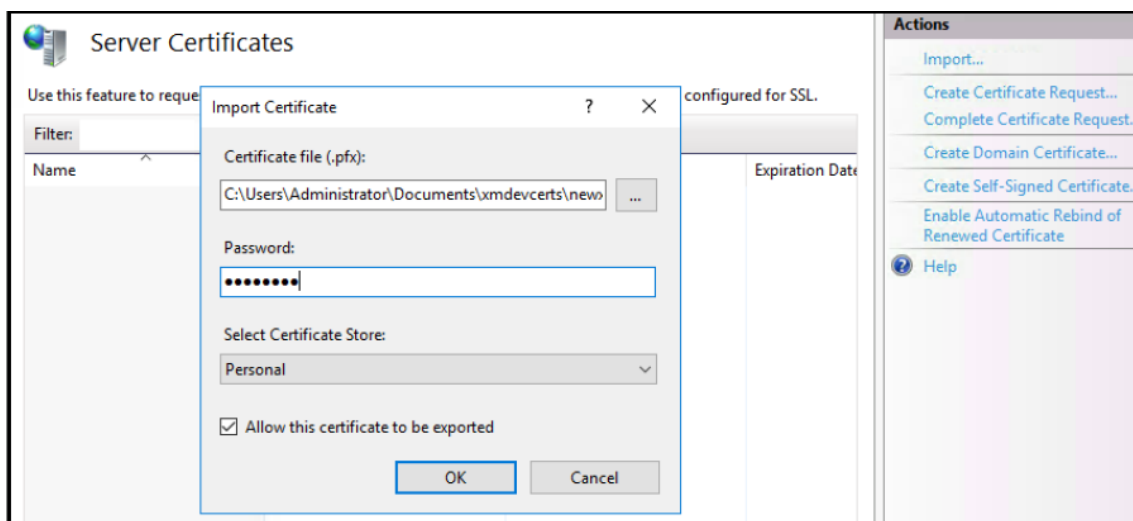 Server Certificates
Use this feature to reque
configured for SSL.
Filter:
Name
Expiration Date
Import Certificate
?
Certificate file (.pfx):
C:\Users\Administrator\Documents\xmdevcerts\new
...
Password:
••••••••
Select Certificate Store:
Personal
Allow this certificate to be exported
OK
Cancel
Actions
Import...
Create Certificate Request...
Complete Certificate Request.
Create Domain Certificate...
Create Self-Signed Certificate.
Enable Automatic Rebind of
Renewed Certificate
Help